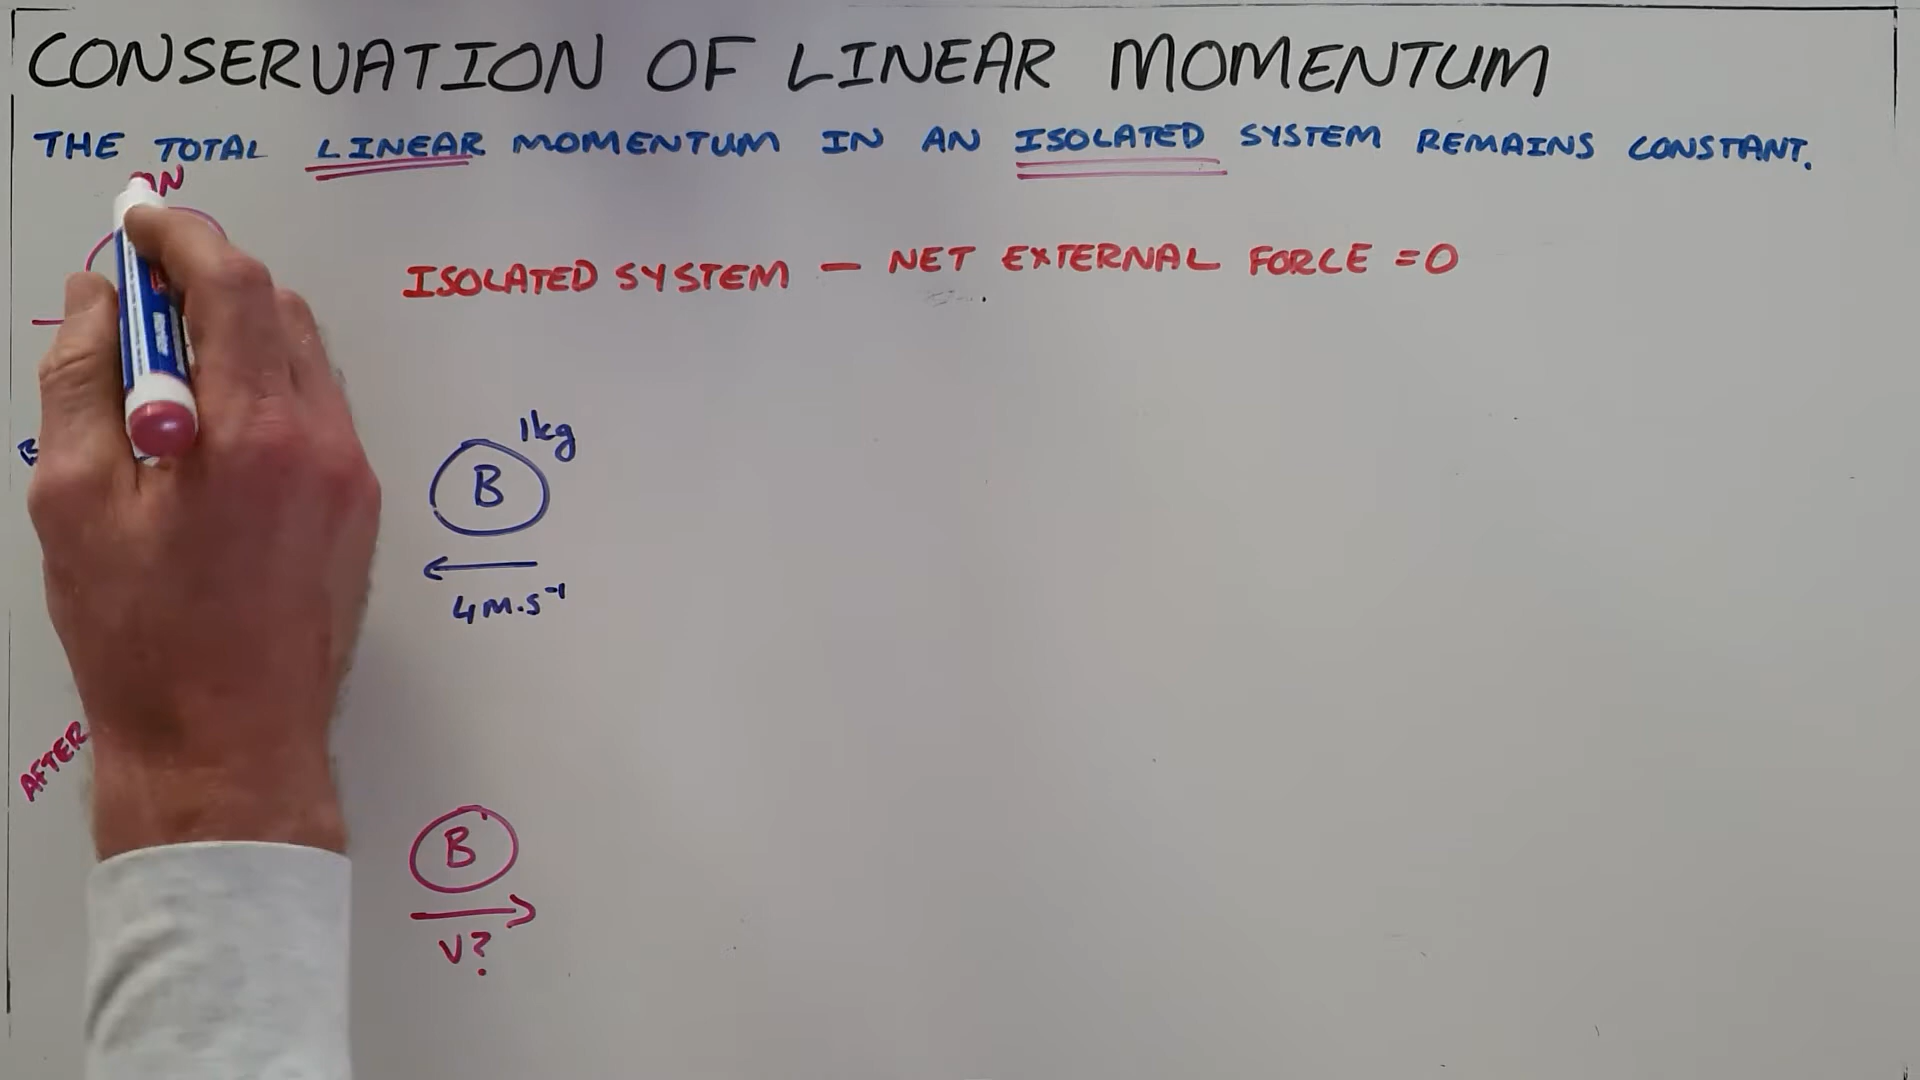 CONSERVATION OF LINEAR MOMENTUM
THE TOTAL LINEAR MOMENTUM IN AN ISOLATED SYSTEM REMAINS CONSTANT.
ISOLATED SYSTEM - NET EXTERNAL FORCE = 0
1kg
B
4m.s⁻¹
AFTER
B
V?